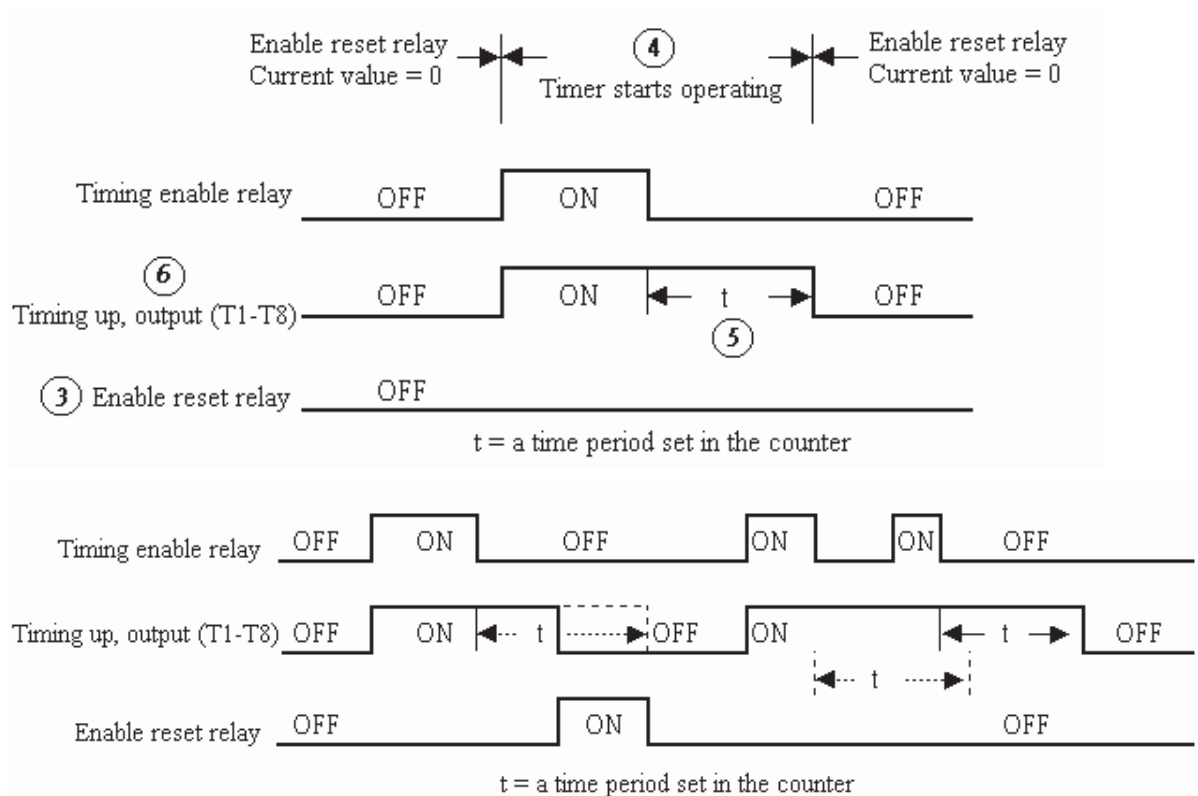 Enable reset relay
Current value = 0
4
Timer starts operating
Enable reset relay
Current value = 0
Timing enable relay OFF ON OFF
6
Timing up, output (T1-T8) OFF ON t OFF
5
3 Enable reset relay OFF
t = a time period set in the counter
Timing enable relay OFF ON OFF ON ON OFF
Timing up, output (T1-T8) OFF ON t OFF ON t OFF
t
Enable reset relay OFF ON OFF
t = a time period set in the counter